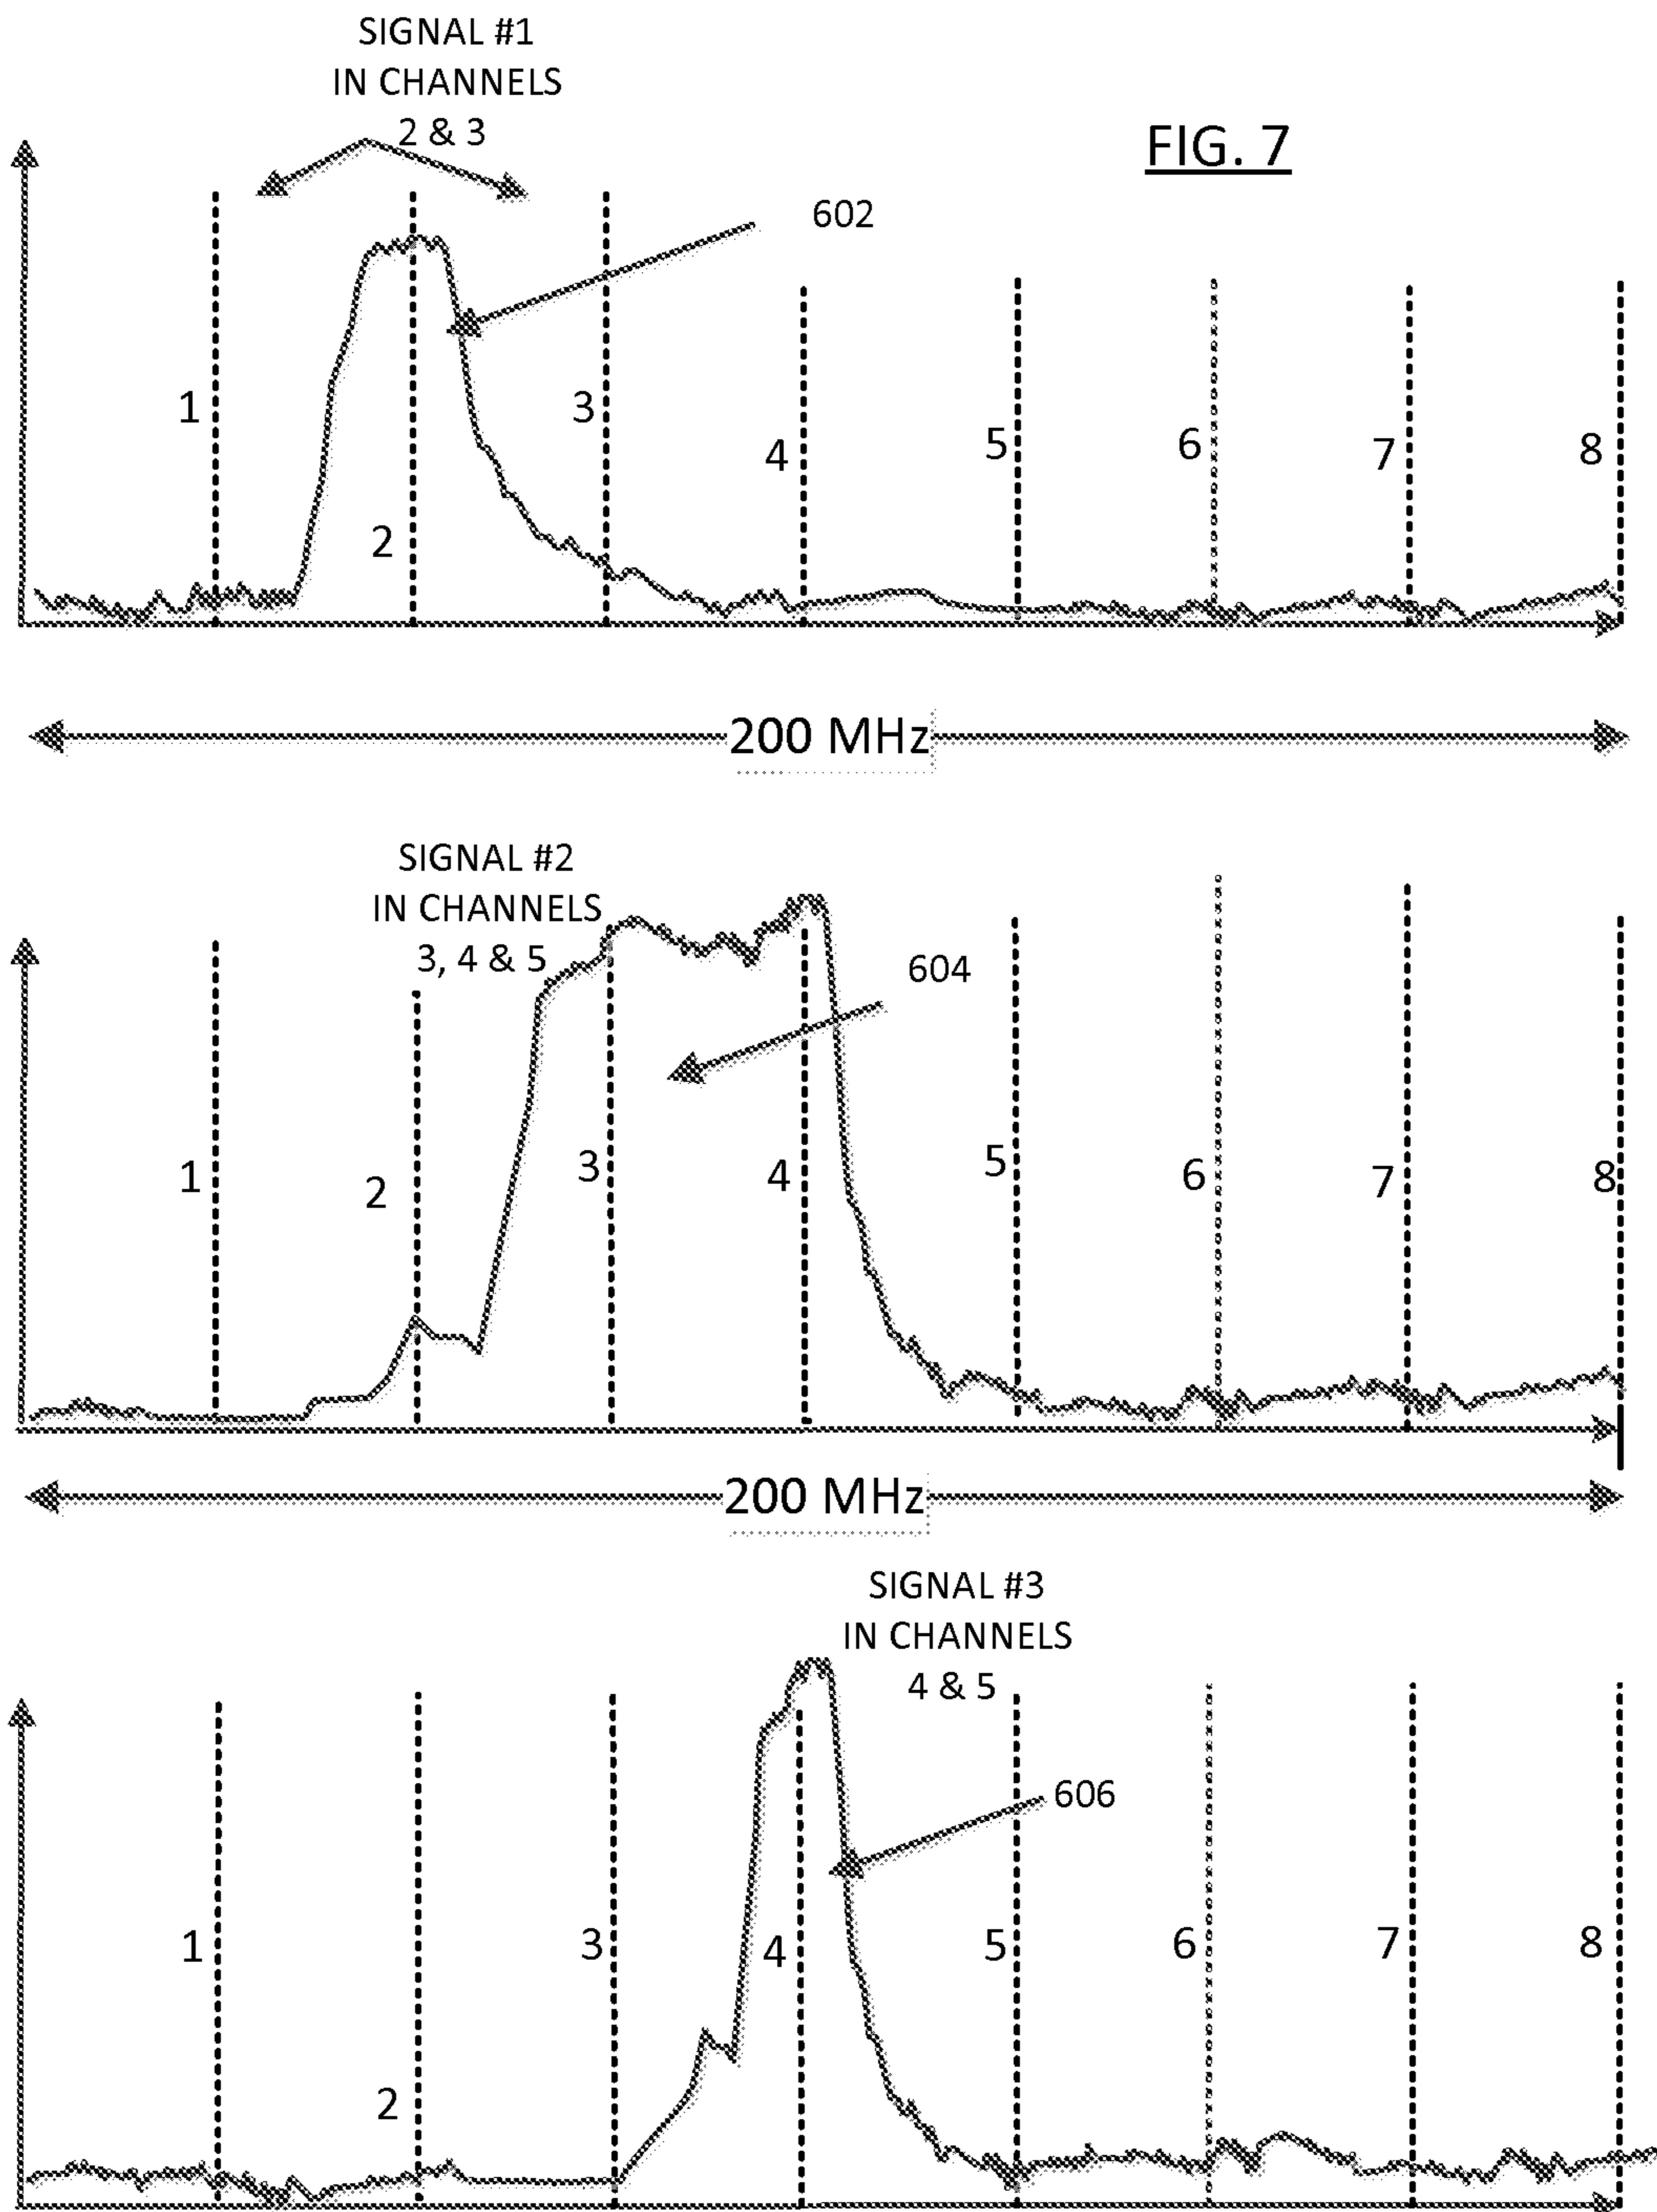 SIGNAL #1
IN CHANNELS
2 & 3
FIG. 7
602
1
2
3
4
5
6
7
8
200 MHz
SIGNAL #2
IN CHANNELS
3, 4 & 5
604
1
2
3
4
5
6
7
8
200 MHz
SIGNAL #3
IN CHANNELS
4 & 5
606
1
2
3
4
5
6
7
8